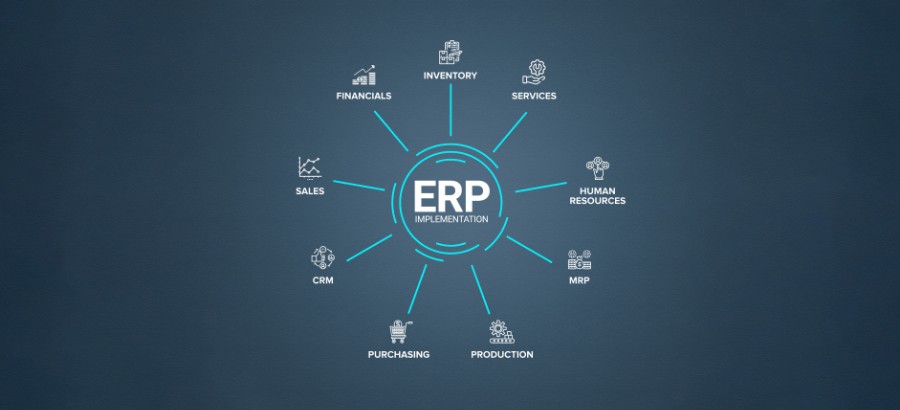 INVENTORY
FINANCIALS
SERVICES
SALES
ERP
IMPLEMENTATION
HUMAN
RESOURCES
CRM
MRP
PURCHASING
PRODUCTION